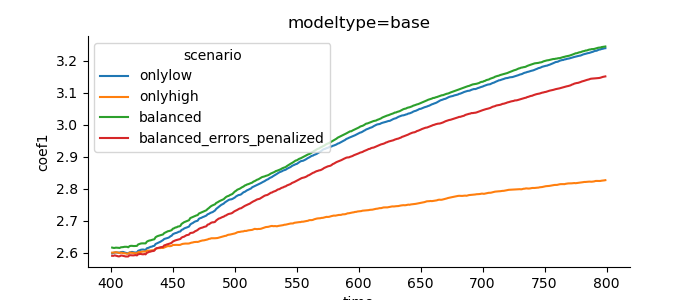 modeltype=base
scenario
onlylow
onlyhigh
balanced
balanced_errors_penalized
coef1
3.2
3.1
3.0
2.9
2.8
2.7
2.6
400 450 500 550 600 650 700 750 800
time